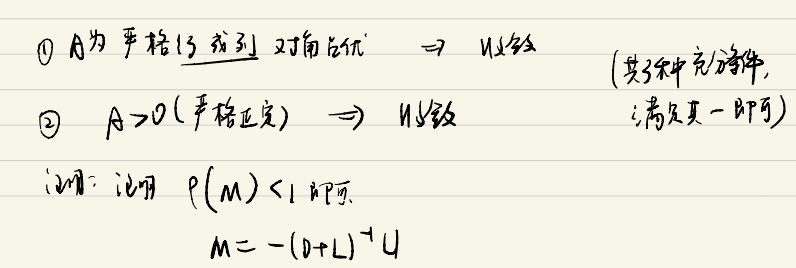 ① A为严格行或列对角占优 ⇒ 收敛
(共3种充分条件,
满足其一即可)
② A>0(严格正定) ⇒ 收敛
证明: 证明 ρ(M)<1 即可.
M=-(D+L)⁻¹U